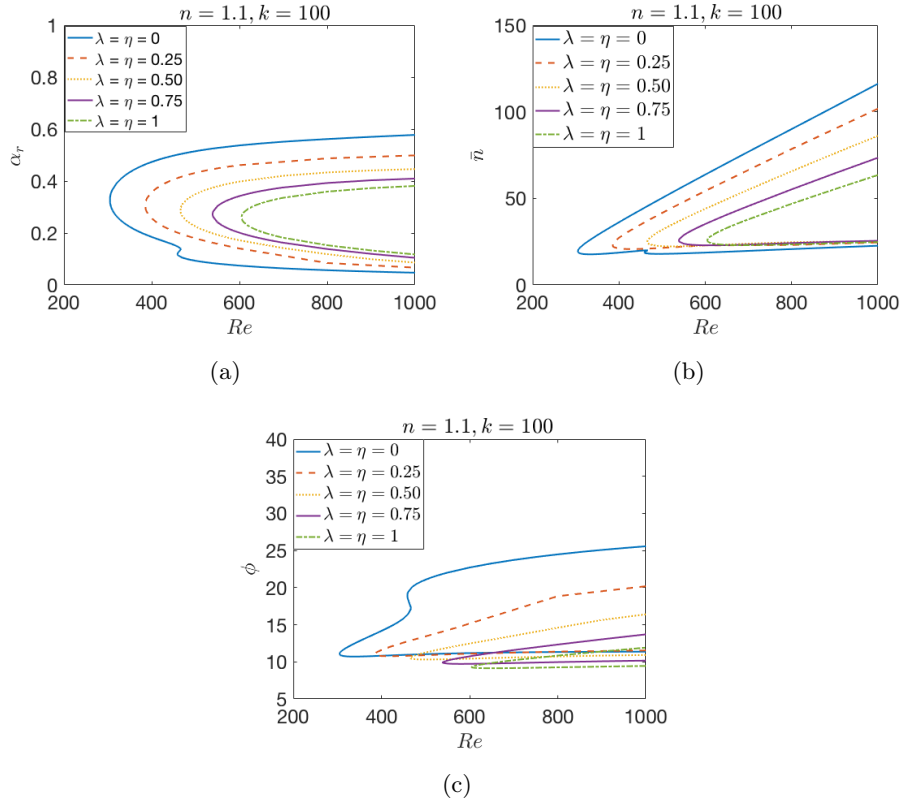 n = 1.1, k = 100
λ = η = 0
λ = η = 0.25
λ = η = 0.50
λ = η = 0.75
λ = η = 1
1
0.8
0.6
0.4
0.2
0
α_r
200 400 600 800 1000
Re
(a)
n = 1.1, k = 100
λ = η = 0
λ = η = 0.25
λ = η = 0.50
λ = η = 0.75
λ = η = 1
150
100
50
0
n̄
200 400 600 800 1000
Re
(b)
n = 1.1, k = 100
λ = η = 0
λ = η = 0.25
λ = η = 0.50
λ = η = 0.75
λ = η = 1
40
35
30
25
20
15
10
5
ϕ
200 400 600 800 1000
Re
(c)